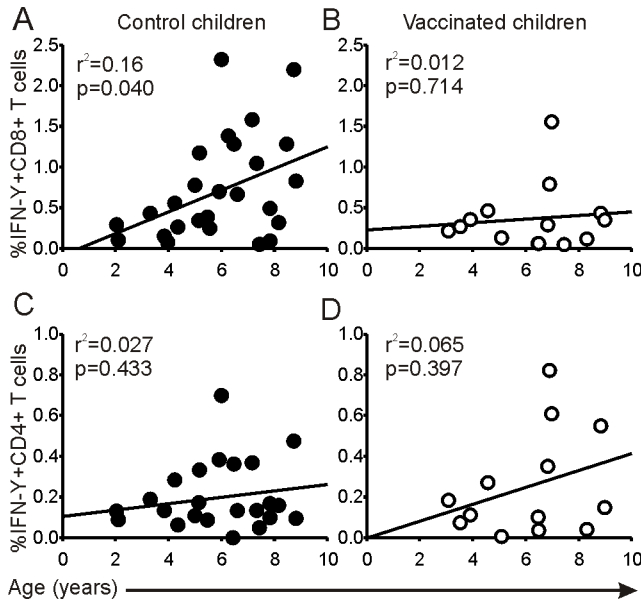 A Control children
B Vaccinated children
%IFN-Y+CD8+ T cells
2.5
2.0
1.5
1.0
0.5
0.0
r²=0.16
p=0.040
0 2 4 6 8 10
2.5
2.0
1.5
1.0
0.5
0.0
r²=0.012
p=0.714
0 2 4 6 8 10
C
%IFN-Y+CD4+ T cells
1.0
0.8
0.6
0.4
0.2
0.0
r²=0.027
p=0.433
0 2 4 6 8 10
D
1.0
0.8
0.6
0.4
0.2
0.0
r²=0.065
p=0.397
0 2 4 6 8 10
Age (years)